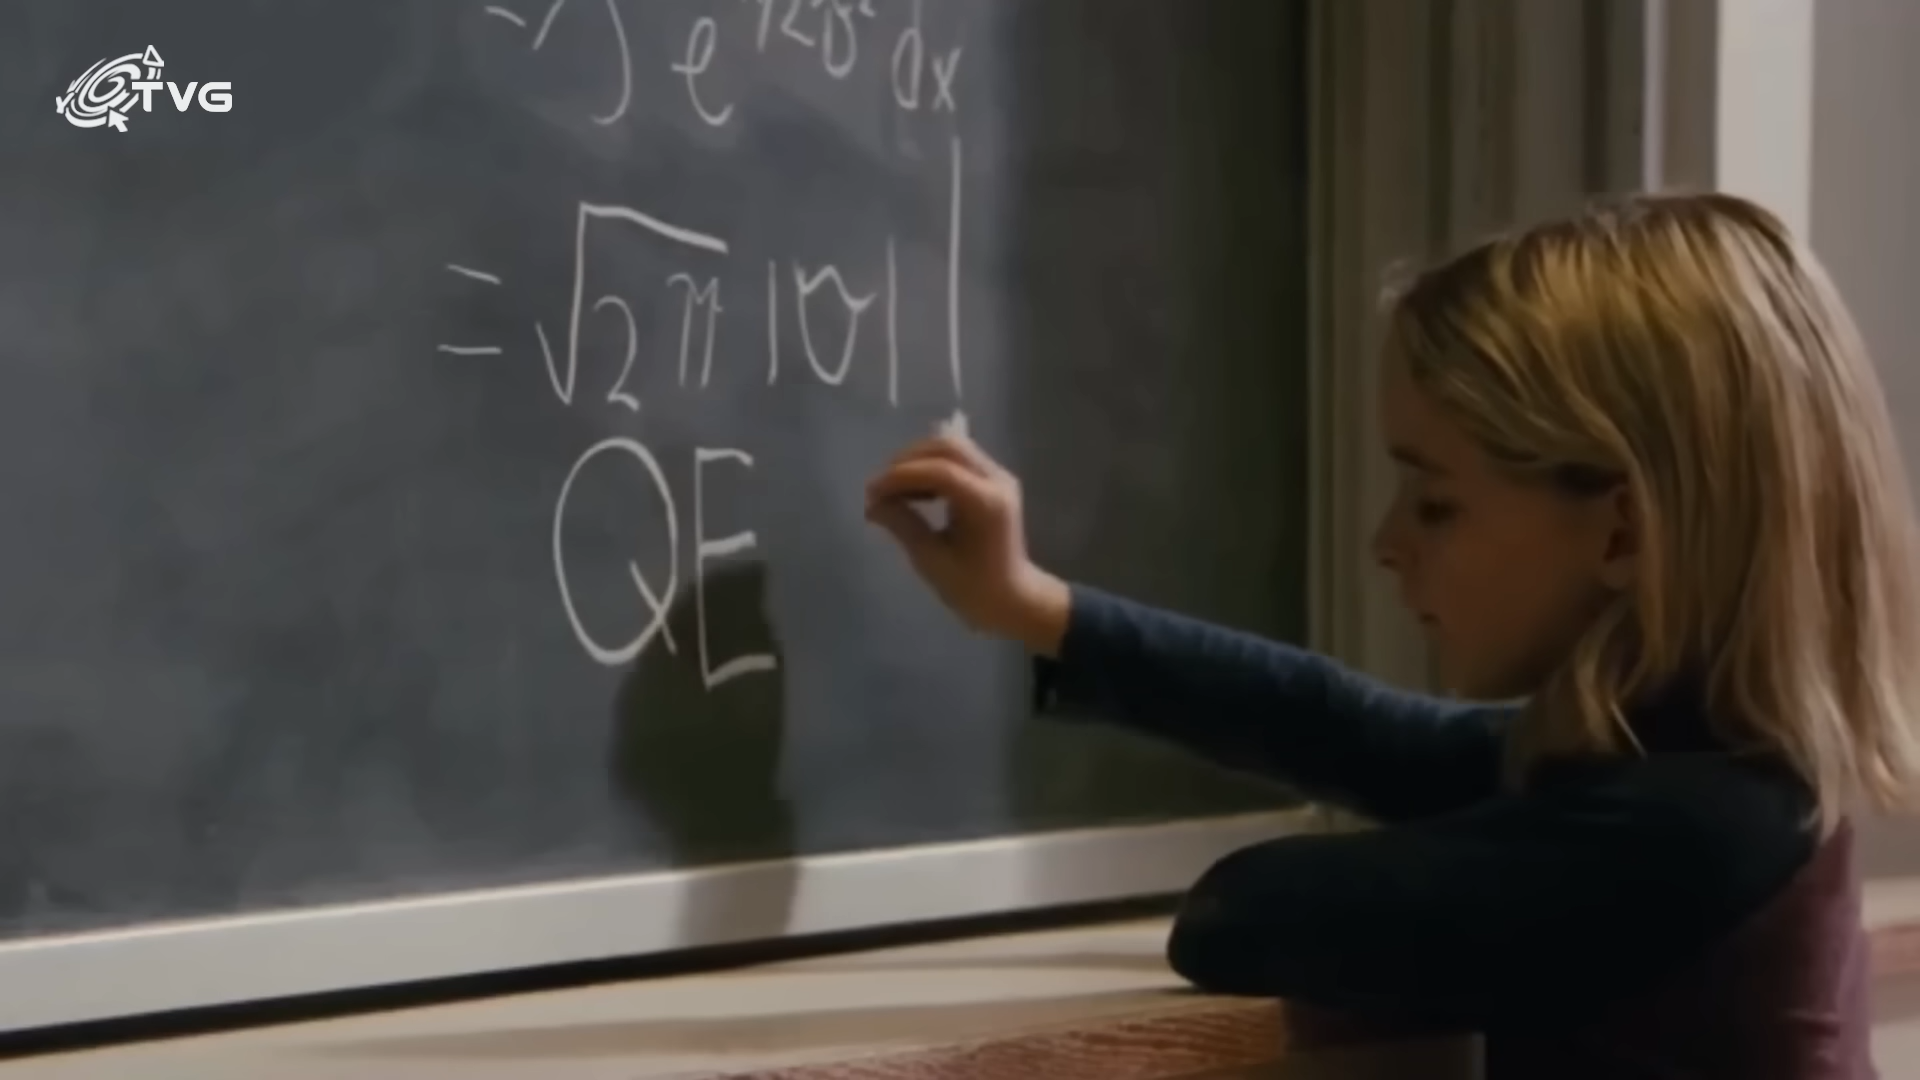 TVG
∫ e dx
= √2π |σ|
QE